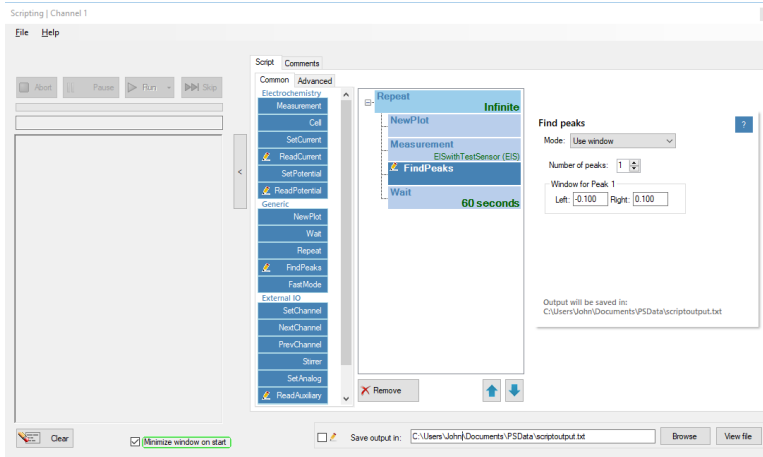 Scripting | Channel 1
File Help
Script Comments
Common Advanced
Abort Pause Run Skip
<
Electrochemistry
Measurement
Cell
SetCurrent
ReadCurrent
SetPotential
ReadPotential
Generic
NewPlot
Wait
Repeat
FindPeaks
FastMode
External IO
SetChannel
NextChannel
PrevChannel
Stirrer
SetAnalog
ReadAuxiliary
Repeat
Infinite
NewPlot
Measurement
EISwithTestSensor (EIS)
FindPeaks
Wait
60 seconds
Remove
Find peaks ?
Mode: Use window
Number of peaks: 1
Window for Peak 1
Left: -0.100 Right: 0.100
Output will be saved in:
C:\Users\John\Documents\PSData\scriptoutput.txt
Clear Minimize window on start Save output in: C:\Users\John\Documents\PSData\scriptoutput.txt Browse View file